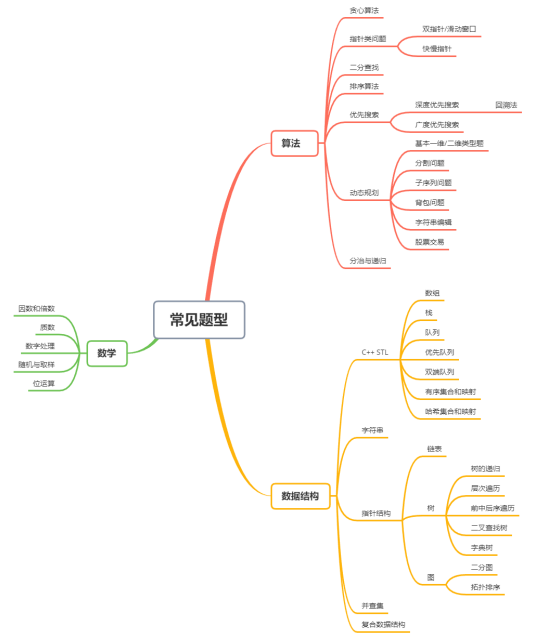 常见题型
算法
贪心算法
指针类问题
双指针/滑动窗口
快慢指针
二分查找
排序算法
优先搜索
深度优先搜索
回溯法
广度优先搜索
动态规划
基本一维/二维类型题
分割问题
子序列问题
背包问题
字符串编辑
股票交易
分治与递归
数学
因数和倍数
质数
数字处理
随机与取样
位运算
数据结构
C++ STL
数组
栈
队列
优先队列
双端队列
有序集合和映射
哈希集合和映射
字符串
指针结构
链表
树
树的递归
层次遍历
前中后序遍历
二叉查找树
字典树
图
二分图
拓扑排序
并查集
复合数据结构